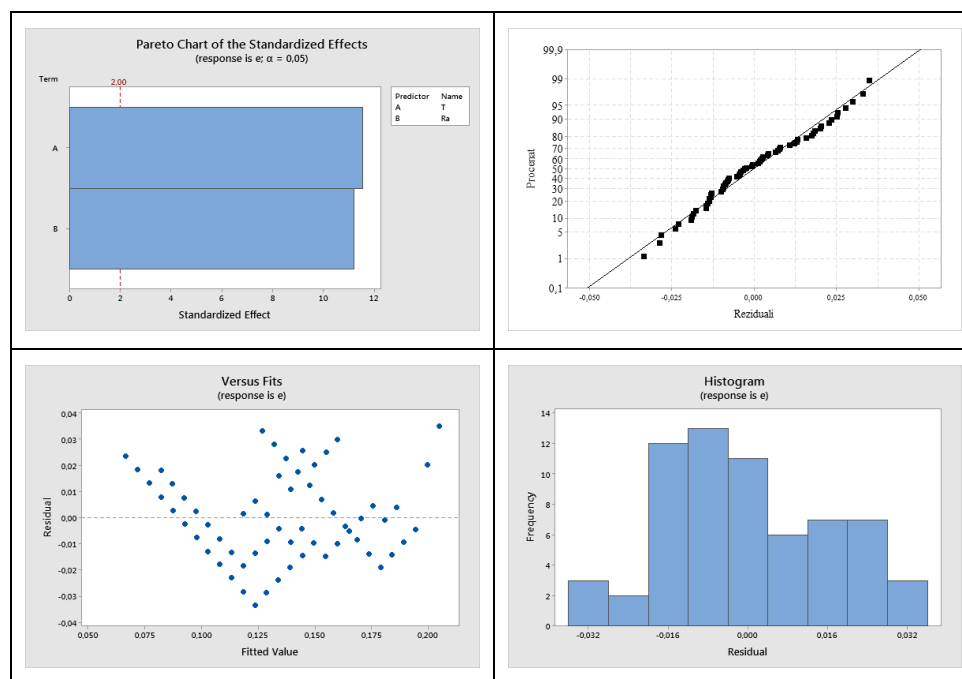 Pareto Chart of the Standardized Effects
(response is e; α = 0,05)
Term
2,00
A
B
0 2 4 6 8 10 12
Standardized Effect
Predictor Name
A T
B Ra
99,9
99
95
90
80
70
60
50
40
30
20
10
5
1
0,1
Procenat
-0,050 -0,025 0,000 0,025 0,050
Reziduali
Versus Fits
(response is e)
0,04
0,03
0,02
0,01
0,00
-0,01
-0,02
-0,03
-0,04
Residual
0,050 0,075 0,100 0,125 0,150 0,175 0,200
Fitted Value
Histogram
(response is e)
14
12
10
8
6
4
2
0
Frequency
-0,032 -0,016 0,000 0,016 0,032
Residual